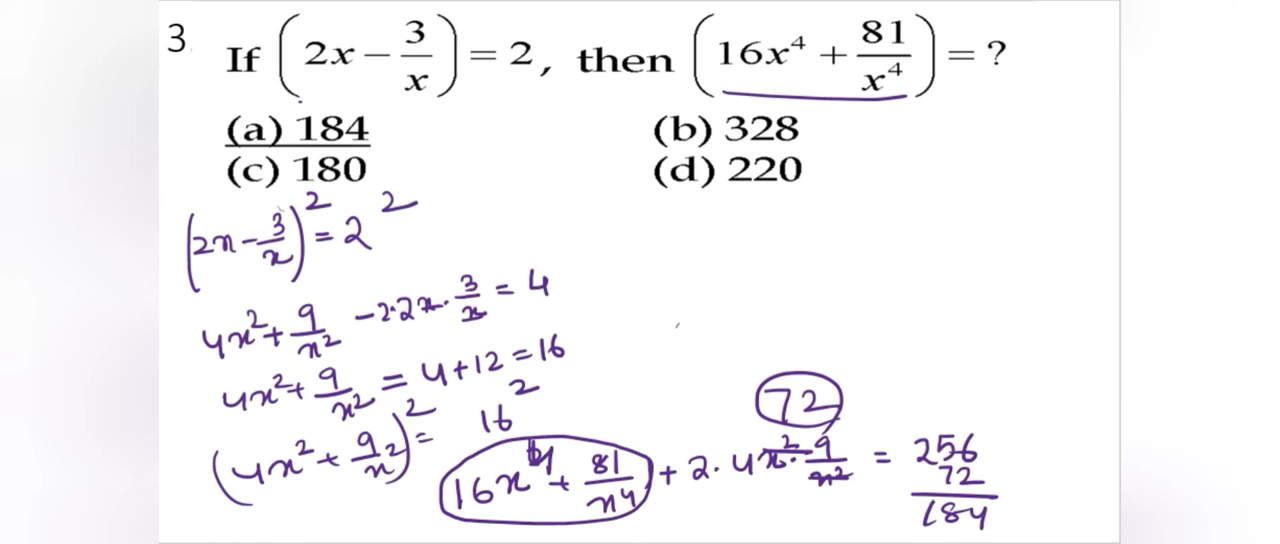 3. If (2x − 3/x) = 2, then (16x⁴ + 81/x⁴) = ?
(a) 184 (b) 328
(c) 180 (d) 220
(2x − 3/x)² = 2²
4x² + 9/x² − 2·2x·3/x = 4
4x² + 9/x² = 4 + 12 = 16
(4x² + 9/x²)² = 16²
72
16x⁴ + 81/x⁴ + 2·4x²·9/x² = 256
72
184